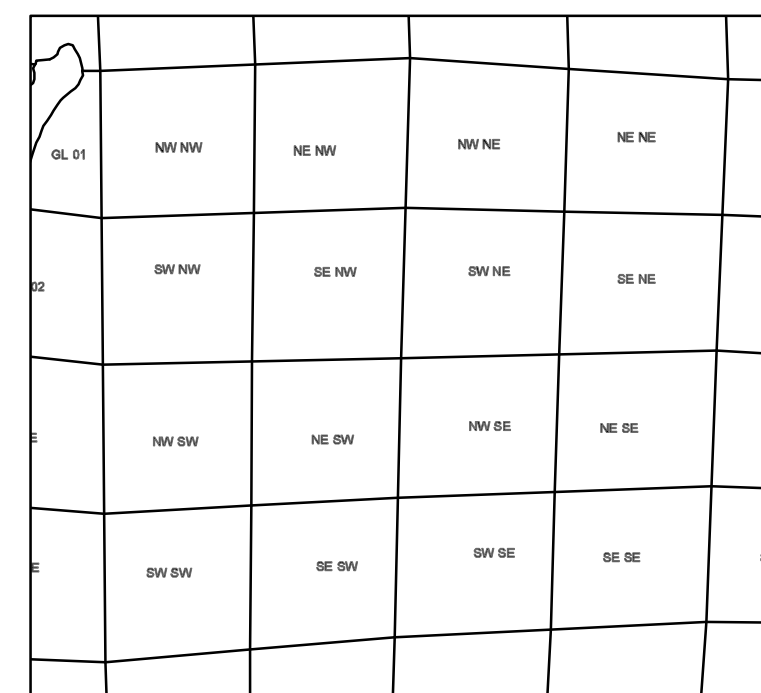 NE NE
GL 01
NW NW
NE NW
NW NE
02
SW NW
SE NW
SW NE
SE NE
E
NW SW
NE SW
NW SE
NE SE
E
SW SW
SE SW
SW SE
SE SE